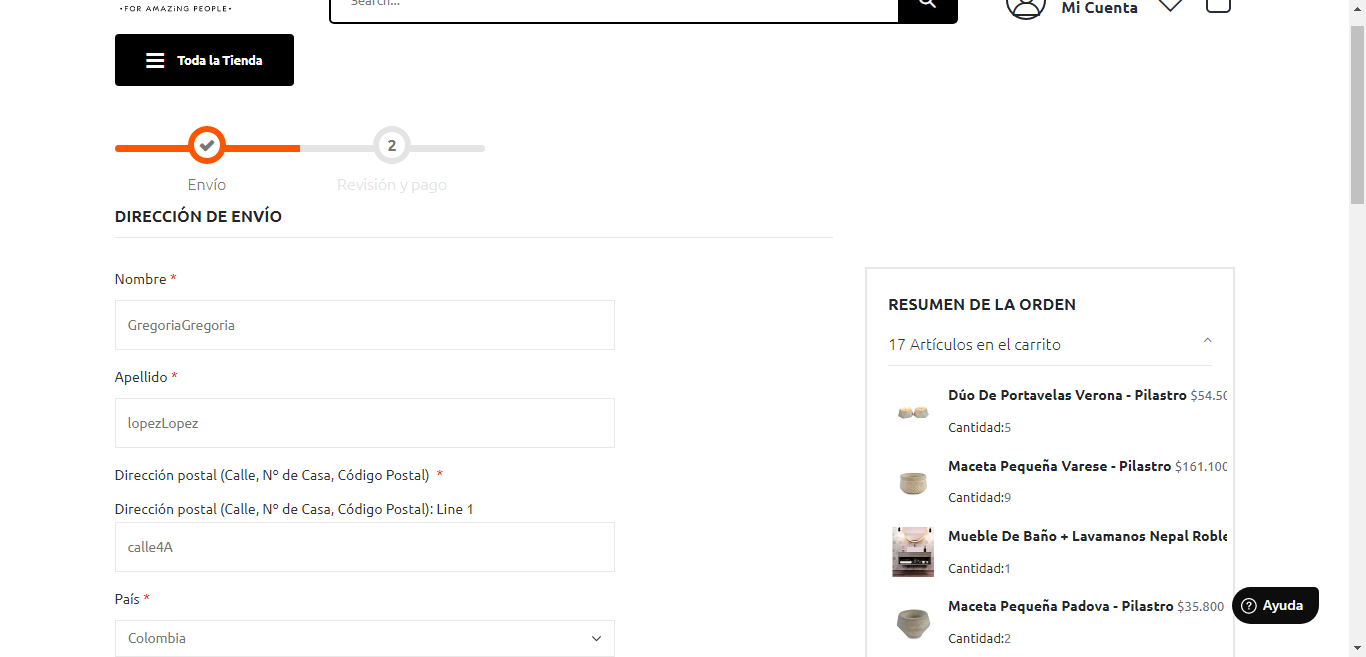 •FOR AMAZiNG PEOPLE•
Search...
Mi Cuenta
Toda la Tienda
2
Envío
Revisión y pago
DIRECCIÓN DE ENVÍO
Nombre *
GregoriaGregoria
Apellido *
lopezLopez
Dirección postal (Calle, Nº de Casa, Código Postal) *
Dirección postal (Calle, Nº de Casa, Código Postal): Line 1
calle4A
País *
Colombia
RESUMEN DE LA ORDEN
17 Artículos en el carrito
Dúo De Portavelas Verona - Pilastro $54.50
Cantidad:5
Maceta Pequeña Varese - Pilastro $161.100
Cantidad:9
Mueble De Baño + Lavamanos Nepal Roble
Cantidad:1
Maceta Pequeña Padova - Pilastro $35.800
Cantidad:2
? Ayuda